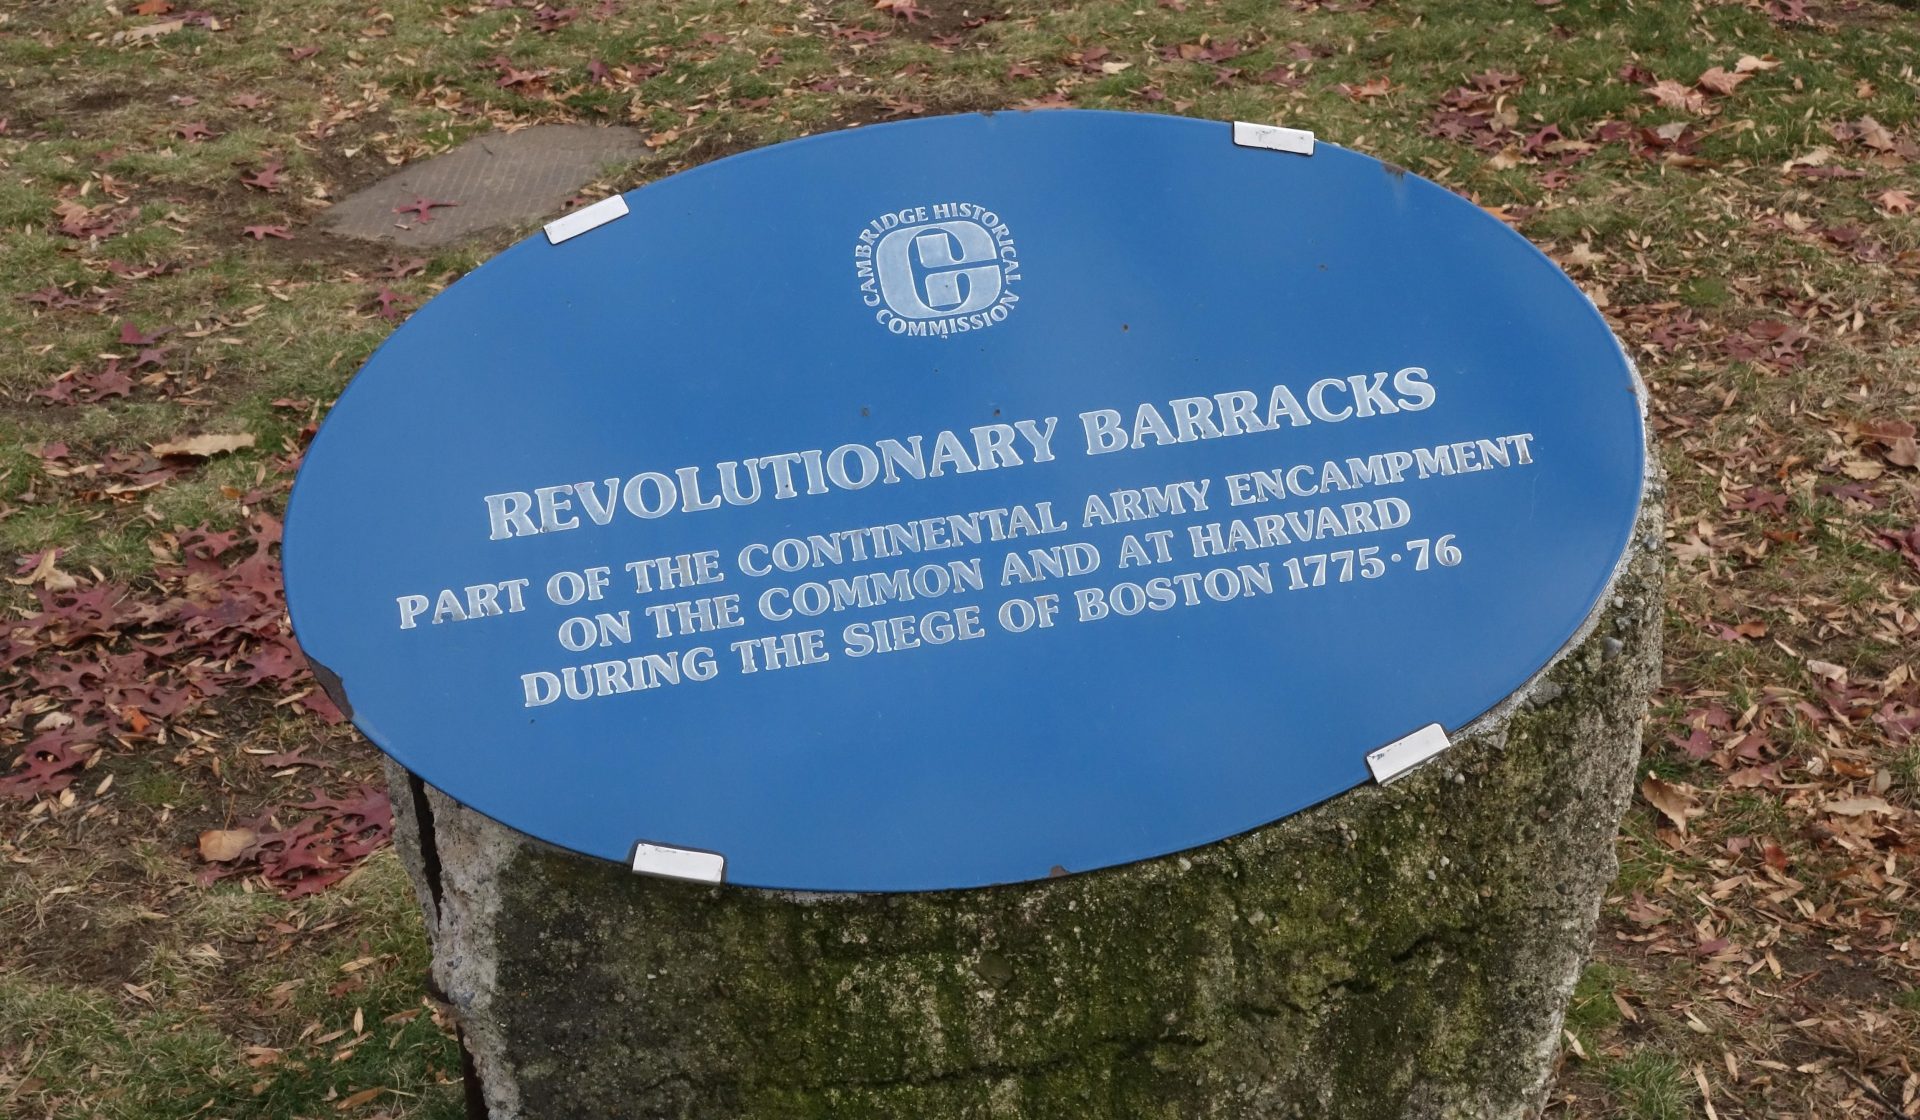 CAMBRIDGE HISTORICAL
COMMISSION
REVOLUTIONARY BARRACKS
PART OF THE CONTINENTAL ARMY ENCAMPMENT
ON THE COMMON AND AT HARVARD
DURING THE SIEGE OF BOSTON 1775·76